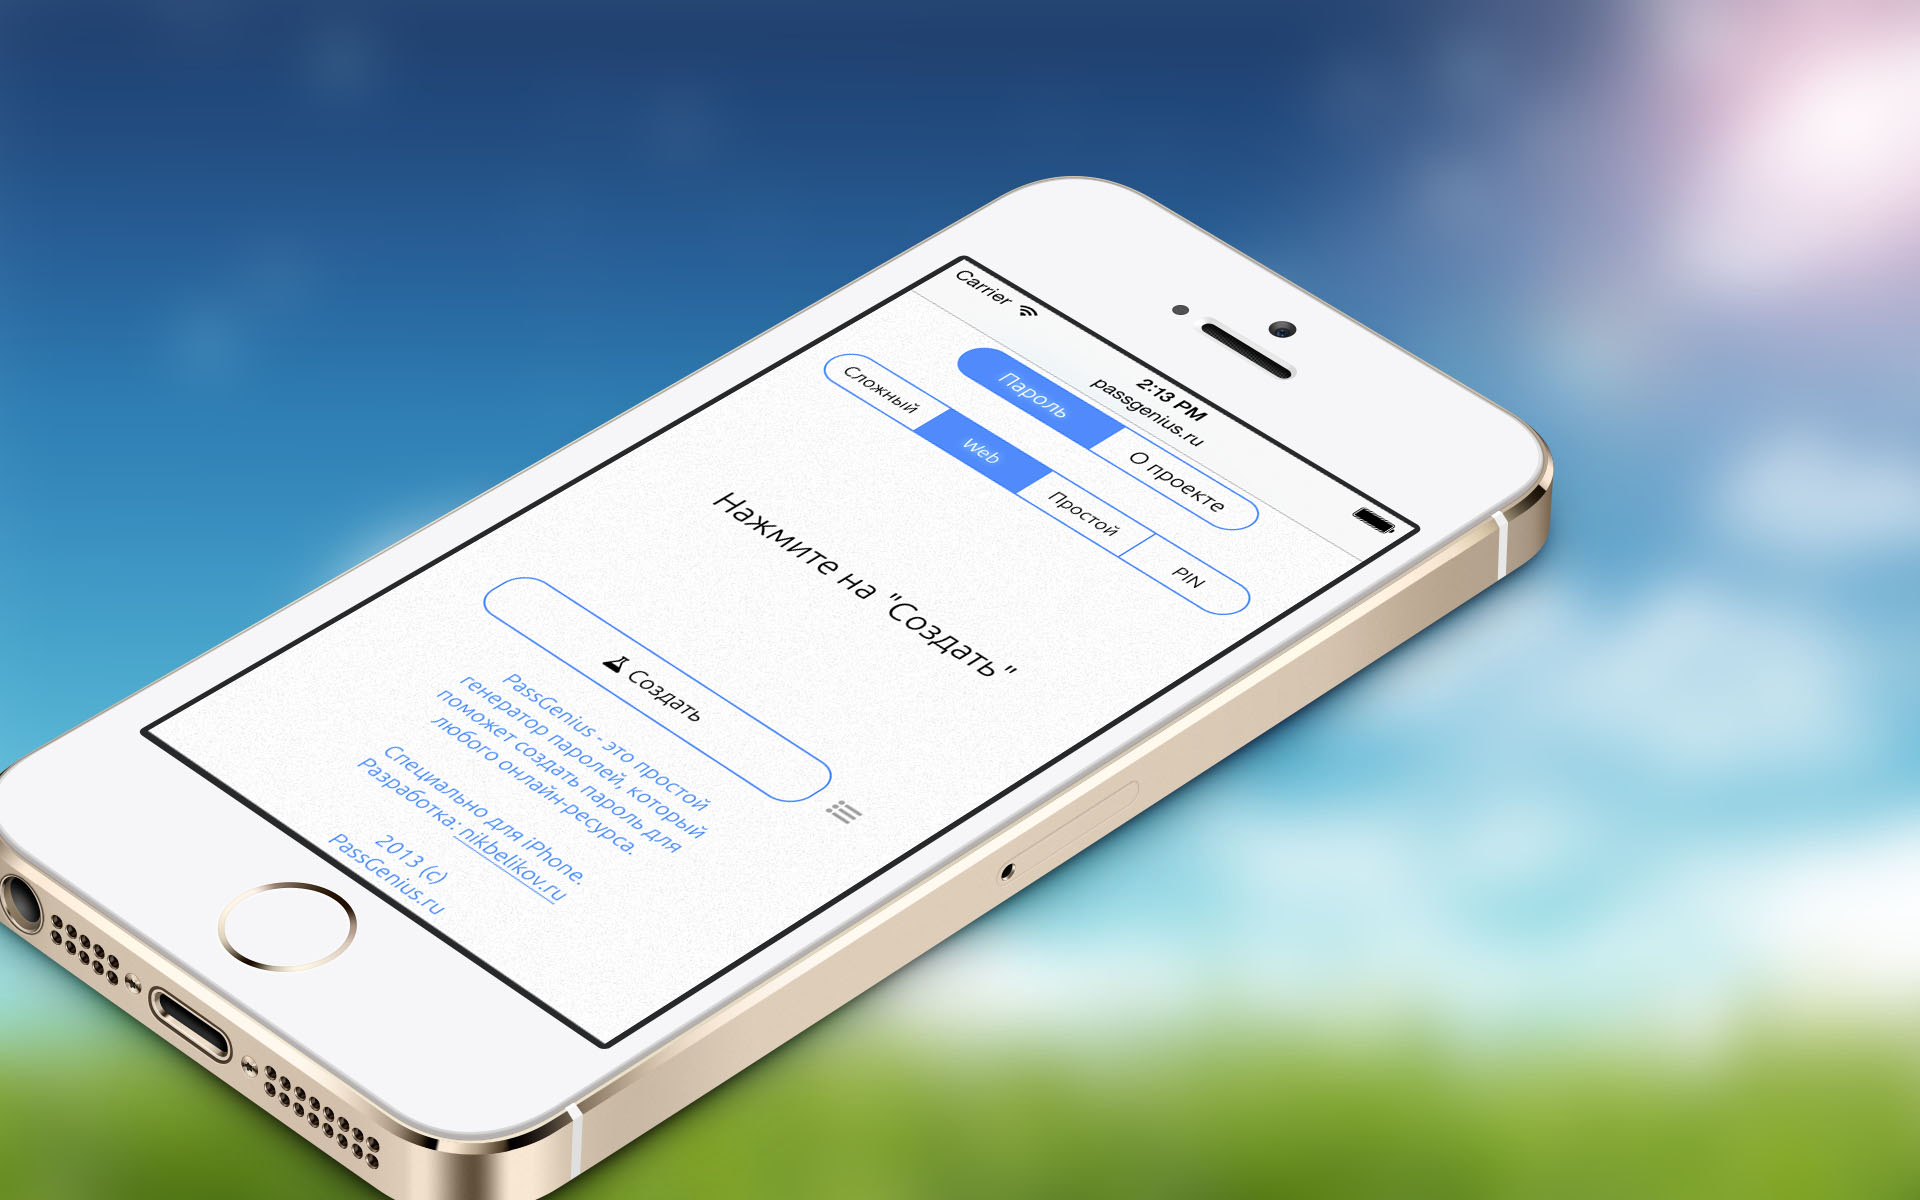 Carrier
2:13 PM
passgenius.ru
Пароль О проекте
Сложный Web Простой PIN
Нажмите на "Создать"
Создать
PassGenius - это простой
генератор паролей, который
поможет создать пароль для
любого онлайн-ресурса.
Специально для iPhone.
Разработка: nikbelikov.ru
2013 (c)
PassGenius.ru